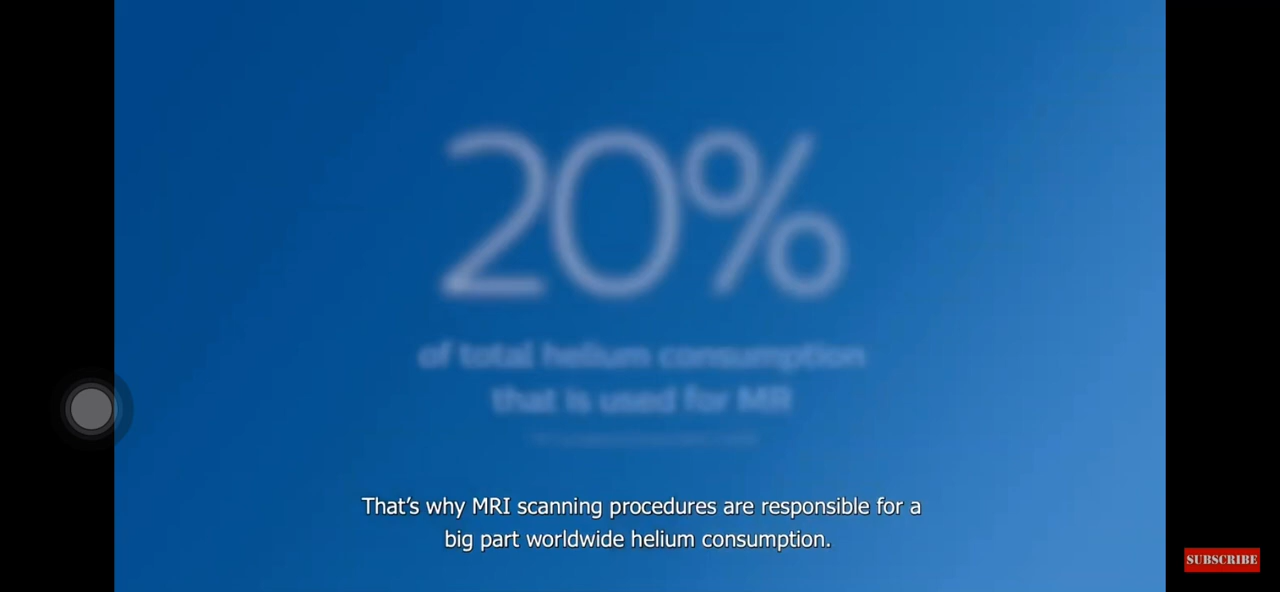 20%
of total helium consumption
that is used for MR
That’s why MRI scanning procedures are responsible for a
big part worldwide helium consumption.
SUBSCRIBE